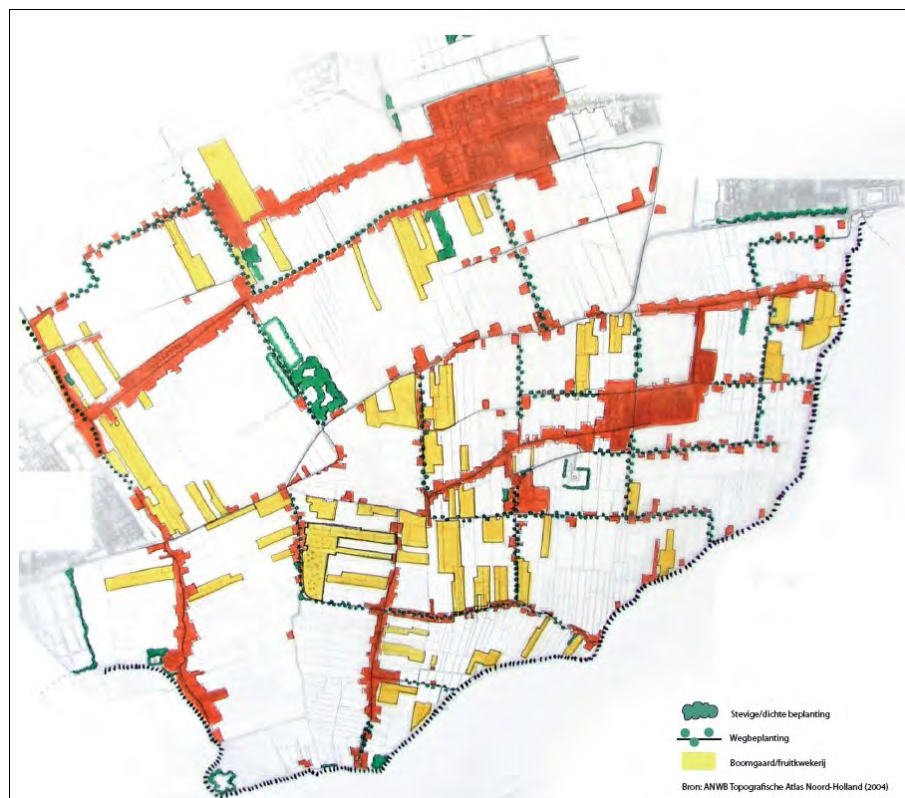 Stevige/dichte beplanting
Wegbeplanting
Boomgaard/fruitkwekerij
Bron: ANWB Topografische Atlas Noord-Holland (2004)